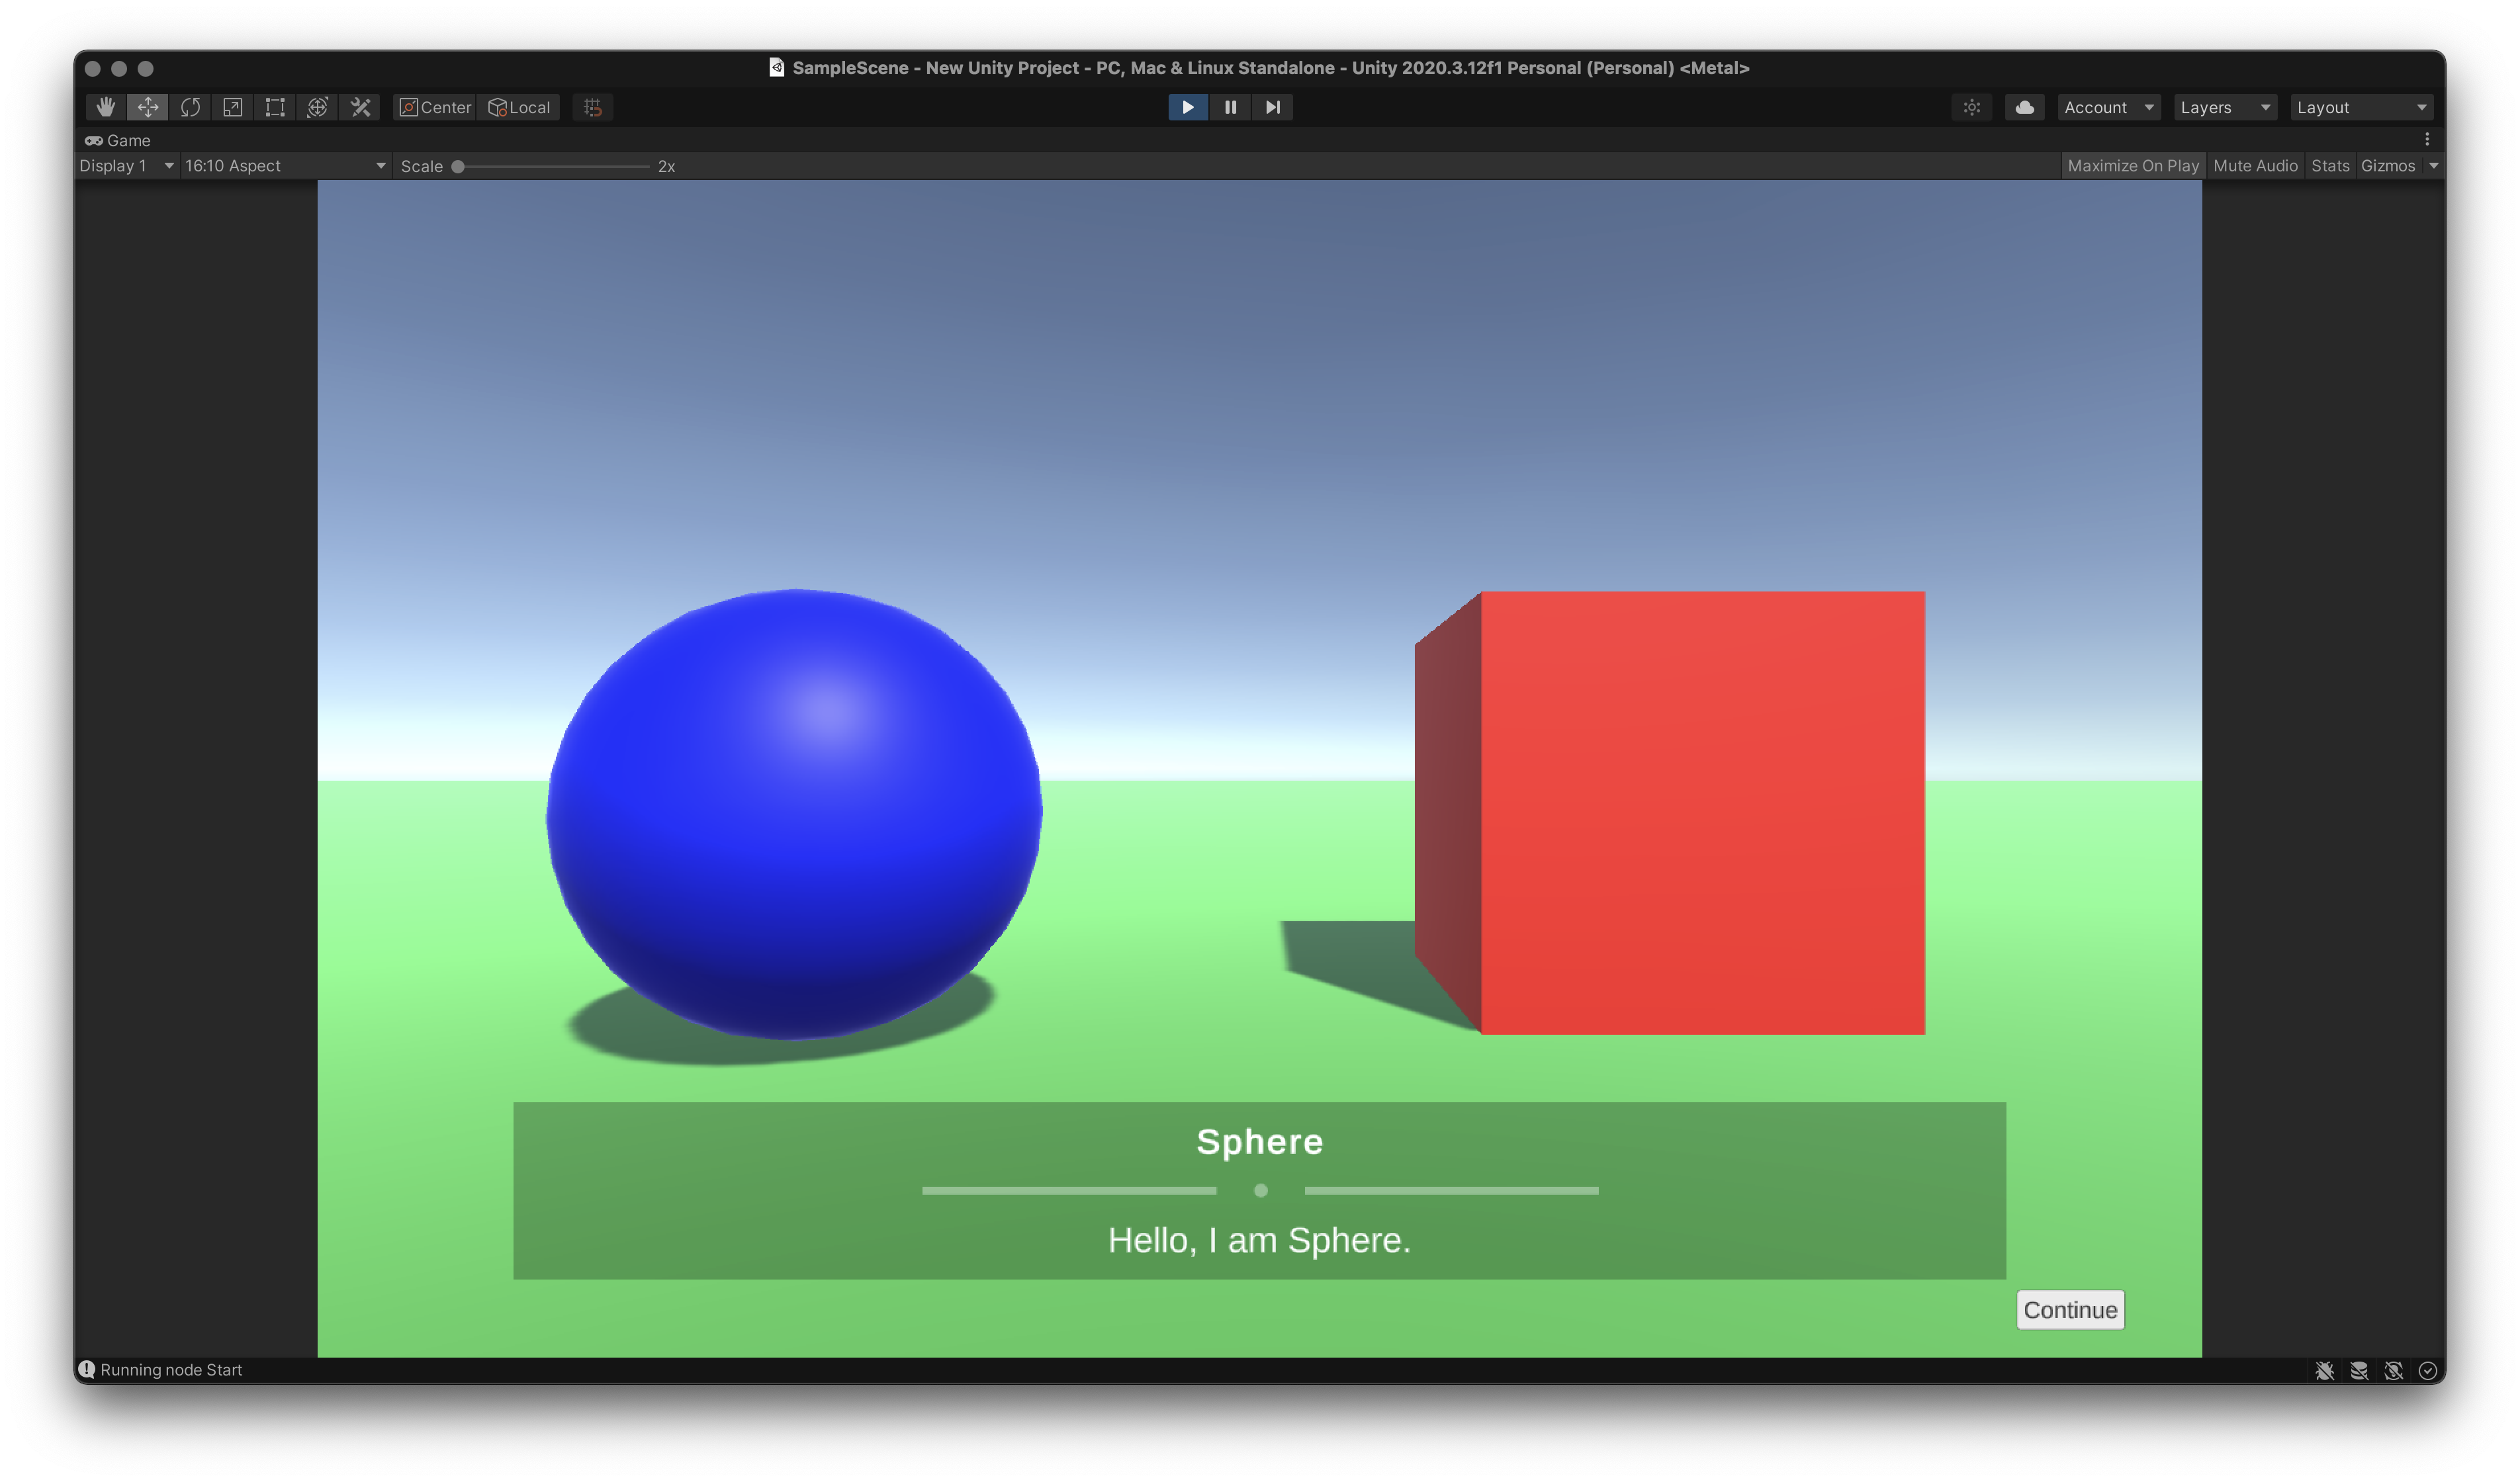 SampleScene - New Unity Project - PC, Mac & Linux Standalone - Unity 2020.3.12f1 Personal (Personal) <Metal>
Center Local Account Layers Layout
Game
Display 1 16:10 Aspect Scale 2x Maximize On Play Mute Audio Stats Gizmos
Sphere
Hello, I am Sphere.
Continue
Running node Start